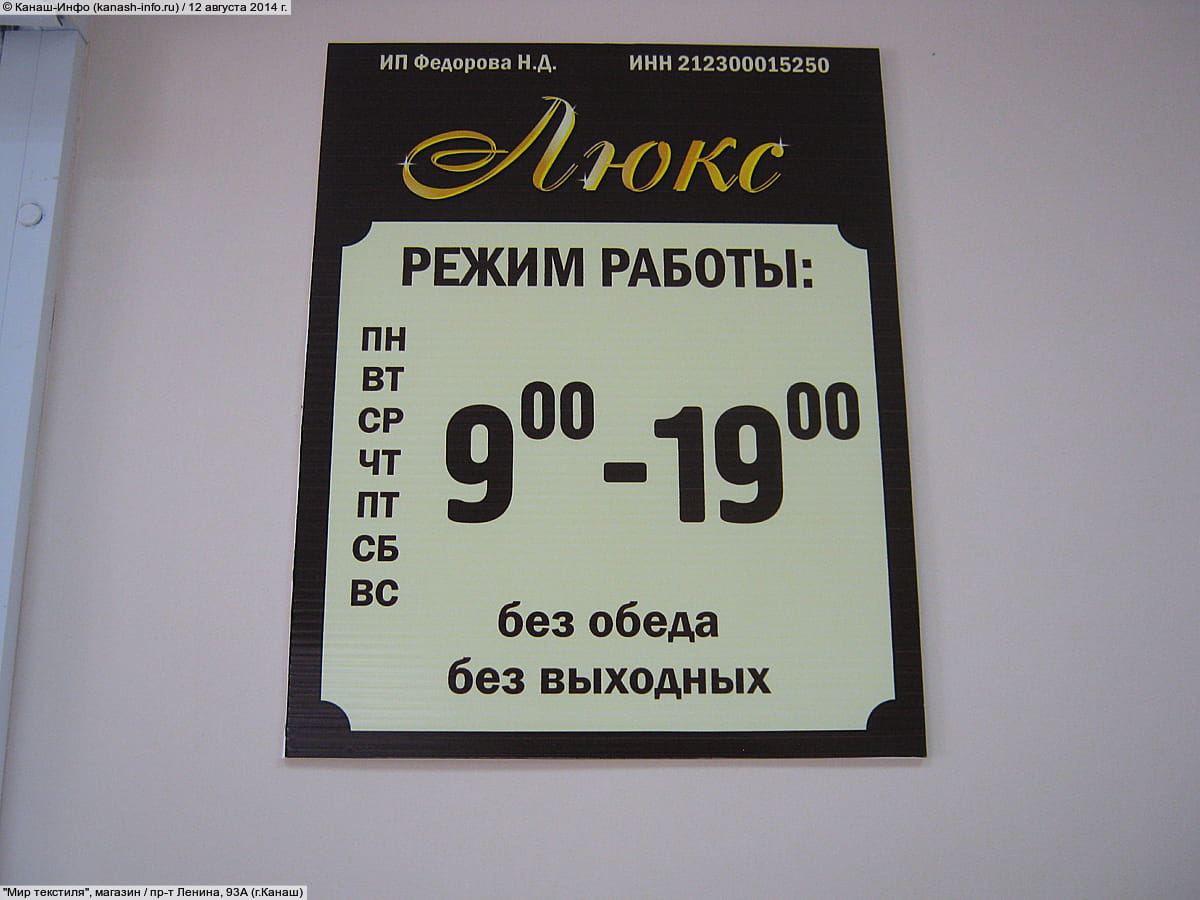 © Канаш-Инфо (kanash-info.ru) / 12 августа 2014 г.
ИП Федорова Н.Д. ИНН 212300015250
Люкс
РЕЖИМ РАБОТЫ:
ПН
ВТ
СР
ЧТ
ПТ
СБ
ВС
9⁰⁰-19⁰⁰
без обеда
без выходных
"Мир текстиля", магазин / пр-т Ленина, 93А (г.Канаш)